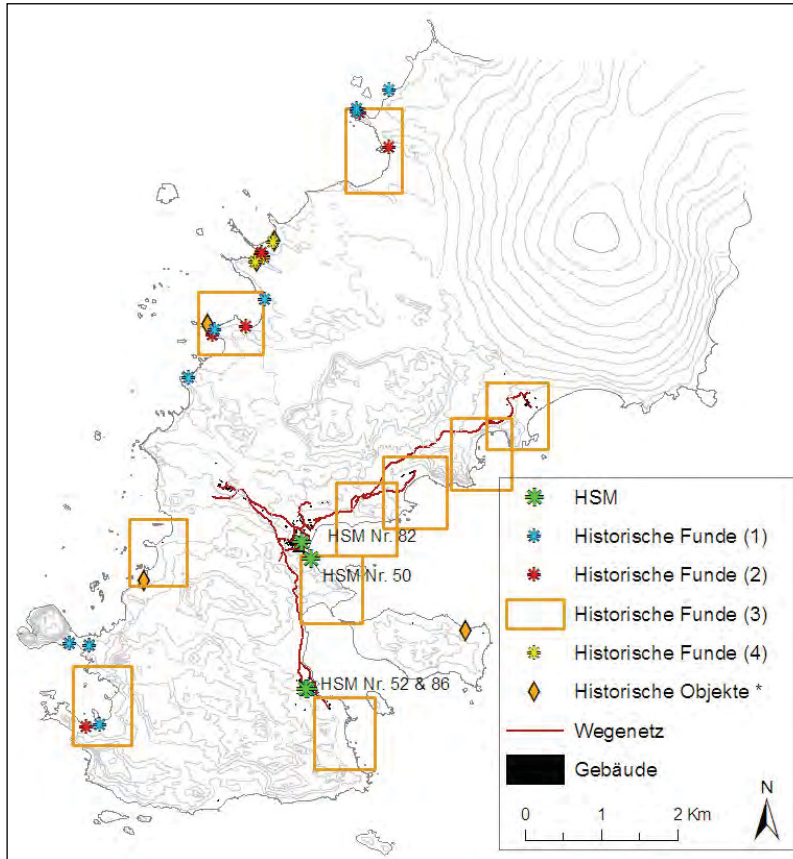 HSM Nr. 82
HSM Nr. 50
HSM Nr. 52 & 86
HSM
Historische Funde (1)
Historische Funde (2)
Historische Funde (3)
Historische Funde (4)
Historische Objekte *
Wegenetz
Gebäude
N
0 1 2 Km